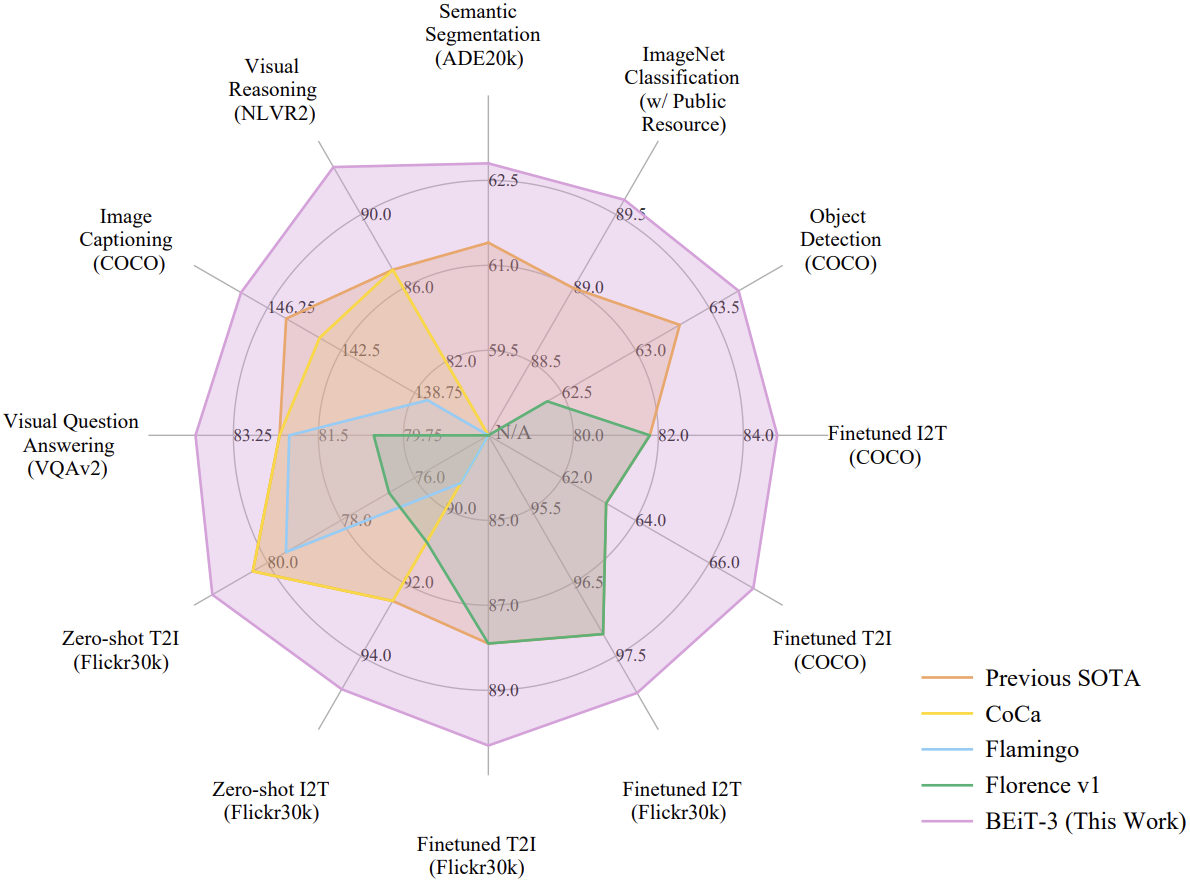 Semantic
Segmentation
(ADE20k)
ImageNet
Classification
(w/ Public
Resource)
Visual
Reasoning
(NLVR2)
Object
Detection
(COCO)
Image
Captioning
(COCO)
Visual Question
Answering
(VQAv2)
Finetuned I2T
(COCO)
Zero-shot T2I
(Flickr30k)
Finetuned T2I
(COCO)
Zero-shot I2T
(Flickr30k)
Finetuned I2T
(Flickr30k)
Finetuned T2I
(Flickr30k)
62.5
61.0
59.5
89.5
89.0
88.5
63.5
63.0
62.5
84.0
82.0
80.0
66.0
64.0
62.0
97.5
96.5
95.5
89.0
87.0
85.0
94.0
92.0
90.0
80.0
78.0
76.0
83.25
81.5
79.75
146.25
142.5
138.75
90.0
86.0
82.0
N/A
Previous SOTA
CoCa
Flamingo
Florence v1
BEiT-3 (This Work)